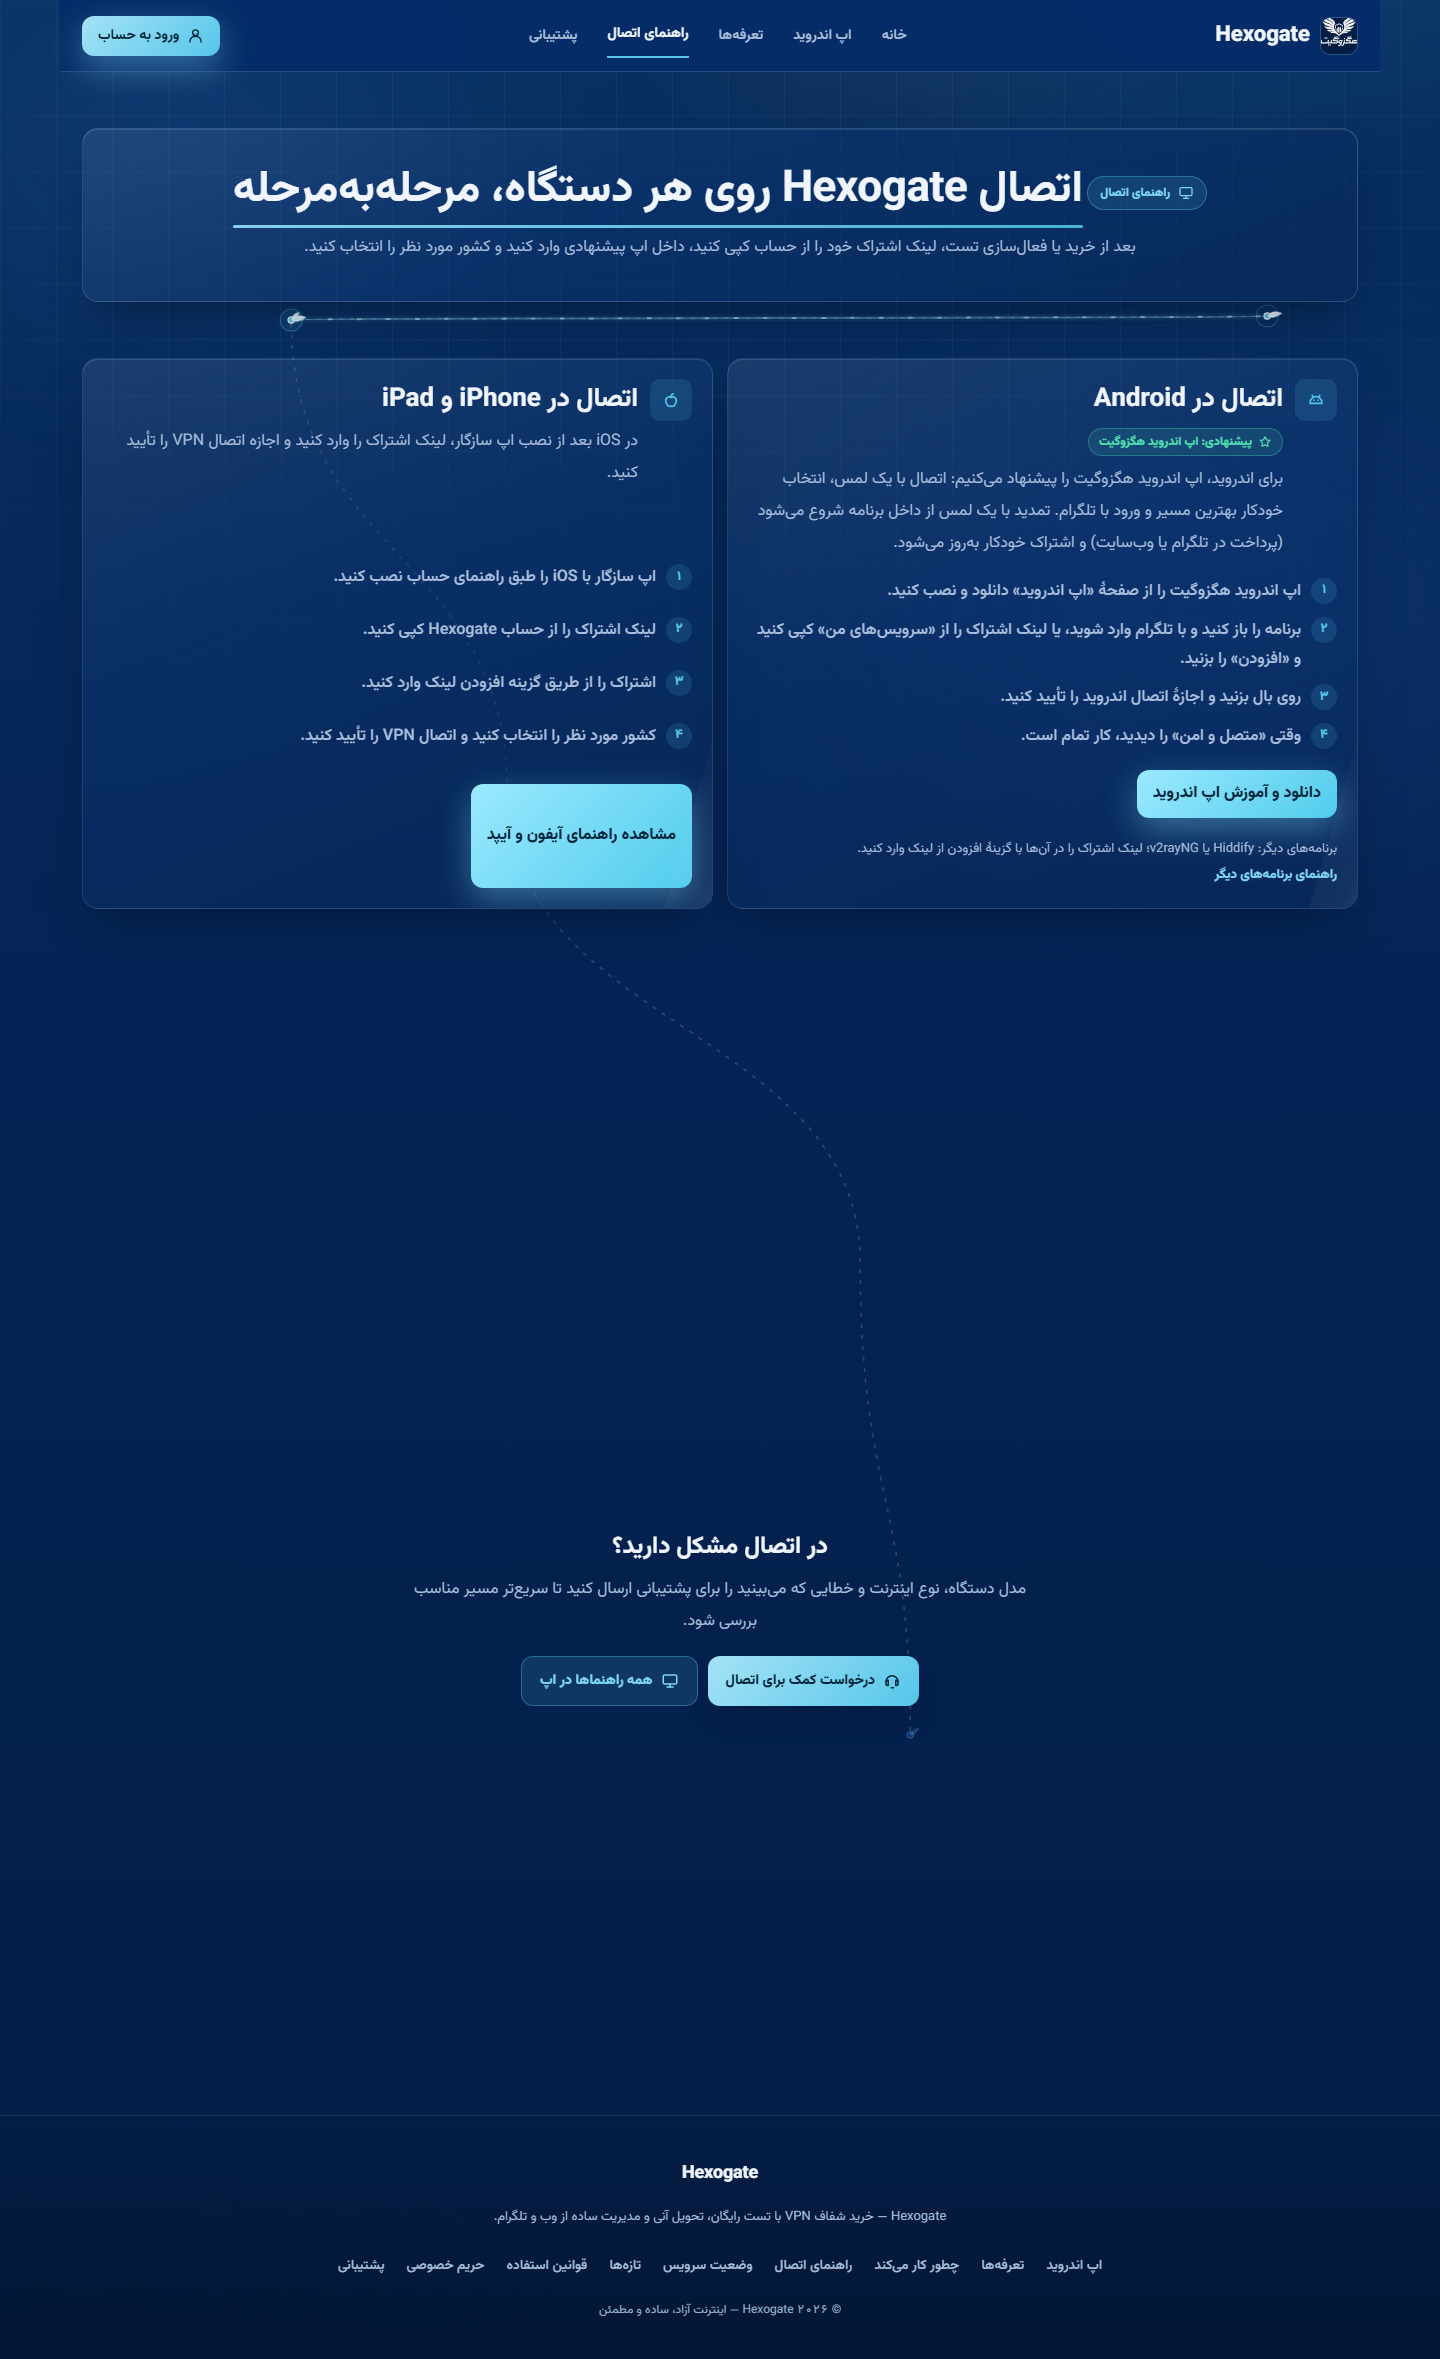 هگزوگیت
Hexogate
خانه
اپ اندروید
تعرفه‌ها
راهنمای اتصال
پشتیبانی
ورود به حساب
راهنمای اتصال
اتصال Hexogate روی هر دستگاه، مرحله‌به‌مرحله
بعد از خرید یا فعال‌سازی تست، لینک اشتراک خود را از حساب کپی کنید، داخل اپ پیشنهادی وارد کنید و کشور مورد نظر را انتخاب کنید.
اتصال در Android
پیشنهادی: اپ اندروید هگزوگیت
برای اندروید، اپ اندروید هگزوگیت را پیشنهاد می‌کنیم: اتصال با یک لمس، انتخاب
خودکار بهترین مسیر و ورود با تلگرام. تمدید با یک لمس از داخل برنامه شروع می‌شود
(پرداخت در تلگرام یا وب‌سایت) و اشتراک خودکار به‌روز می‌شود.
۱ اپ اندروید هگزوگیت را از صفحهٔ «اپ اندروید» دانلود و نصب کنید.
۲ برنامه را باز کنید و با تلگرام وارد شوید، یا لینک اشتراک را از «سرویس‌های من» کپی کنید
و «افزودن» را بزنید.
۳ روی بال بزنید و اجازهٔ اتصال اندروید را تأیید کنید.
۴ وقتی «متصل و امن» را دیدید، کار تمام است.
دانلود و آموزش اپ اندروید
برنامه‌های دیگر: Hiddify یا v2rayNG؛ لینک اشتراک را در آن‌ها با گزینهٔ افزودن از لینک وارد کنید.
راهنمای برنامه‌های دیگر
اتصال در iPhone و iPad
در iOS بعد از نصب اپ سازگار، لینک اشتراک را وارد کنید و اجازه اتصال VPN را تأیید
کنید.
۱ اپ سازگار با iOS را طبق راهنمای حساب نصب کنید.
۲ لینک اشتراک را از حساب Hexogate کپی کنید.
۳ اشتراک را از طریق گزینه افزودن لینک وارد کنید.
۴ کشور مورد نظر را انتخاب کنید و اتصال VPN را تأیید کنید.
مشاهده راهنمای آیفون و آیپد
در اتصال مشکل دارید؟
مدل دستگاه، نوع اینترنت و خطایی که می‌بینید را برای پشتیبانی ارسال کنید تا سریع‌تر مسیر مناسب
بررسی شود.
درخواست کمک برای اتصال
همه راهنماها در اپ
Hexogate
Hexogate — خرید شفاف VPN با تست رایگان، تحویل آنی و مدیریت ساده از وب و تلگرام.
اپ اندروید
تعرفه‌ها
چطور کار می‌کند
راهنمای اتصال
وضعیت سرویس
تازه‌ها
قوانین استفاده
حریم خصوصی
پشتیبانی
© ۲۰۲۶ Hexogate — اینترنت آزاد، ساده و مطمئن